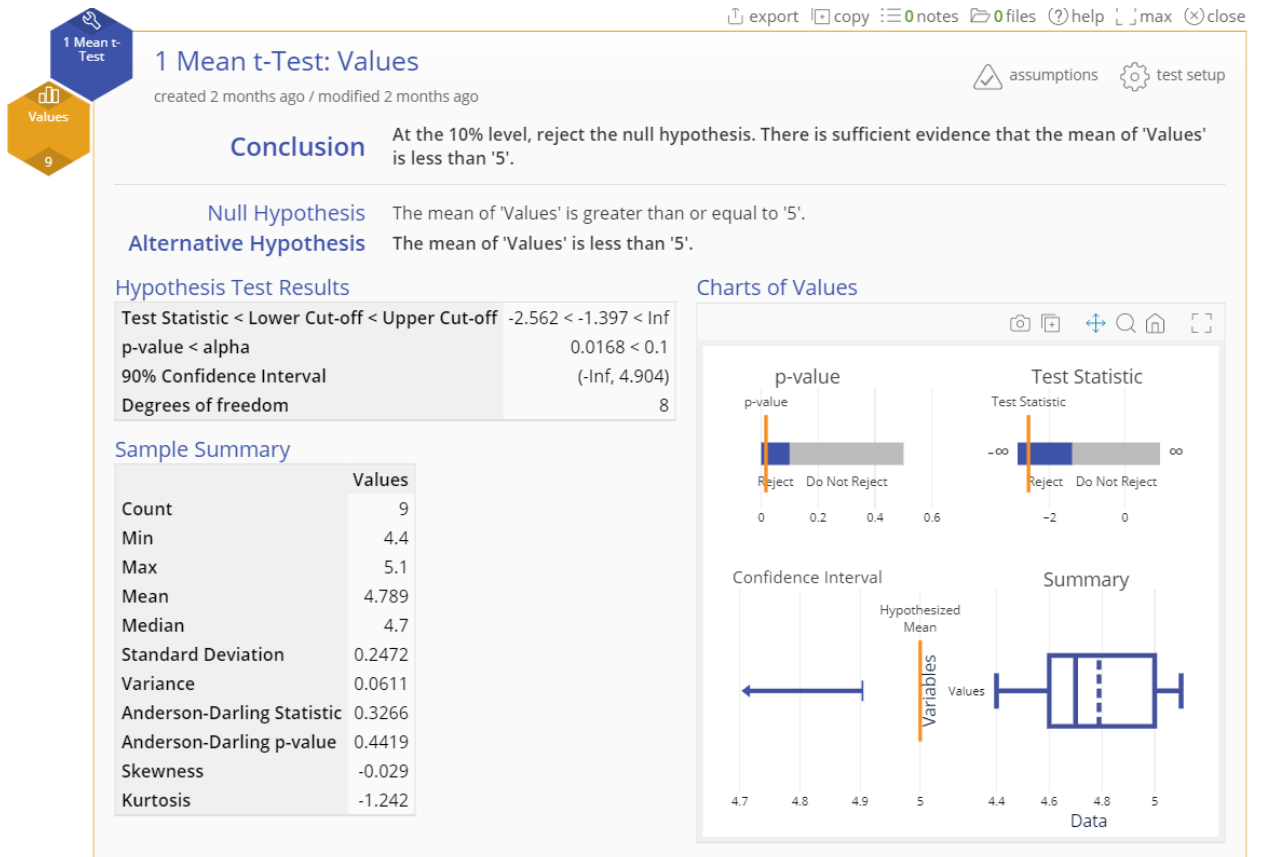 export copy 0 notes 0 files help max close
1 Mean t-
Test
Values
9
1 Mean t-Test: Values
created 2 months ago / modified 2 months ago
assumptions test setup
Conclusion
At the 10% level, reject the null hypothesis. There is sufficient evidence that the mean of 'Values'
is less than '5'.
Null Hypothesis The mean of 'Values' is greater than or equal to '5'.
Alternative Hypothesis The mean of 'Values' is less than '5'.
Hypothesis Test Results
Test Statistic < Lower Cut-off < Upper Cut-off -2.562 < -1.397 < Inf
p-value < alpha 0.0168 < 0.1
90% Confidence Interval (-Inf, 4.904)
Degrees of freedom 8
Sample Summary
Values
Count 9
Min 4.4
Max 5.1
Mean 4.789
Median 4.7
Standard Deviation 0.2472
Variance 0.0611
Anderson-Darling Statistic 0.3266
Anderson-Darling p-value 0.4419
Skewness -0.029
Kurtosis -1.242
Charts of Values
p-value
p-value
Reject Do Not Reject
0 0.2 0.4 0.6
Test Statistic
Test Statistic
-∞ ∞
Reject Do Not Reject
−2 0
Confidence Interval
Hypothesized
Mean
4.7 4.8 4.9 5
Summary
Variables
Values
4.4 4.6 4.8 5
Data